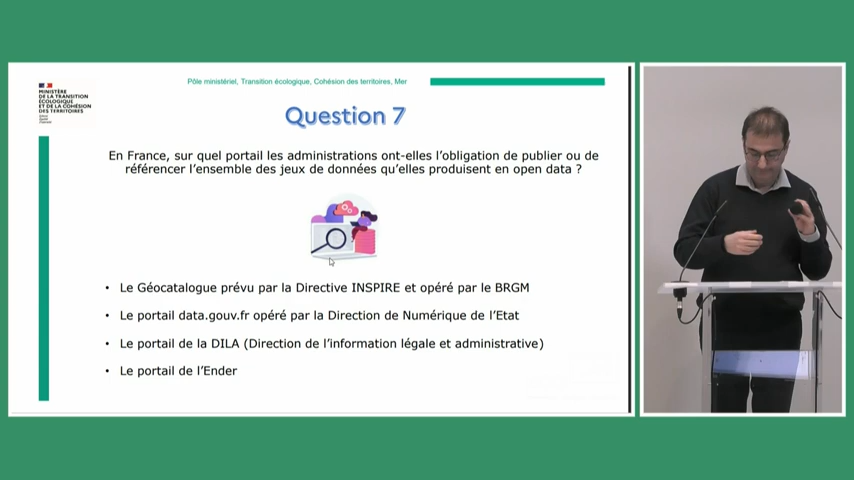 Pôle ministériel, Transition écologique, Cohésion des territoires, Mer
MINISTÈRE
DE LA TRANSITION
ÉCOLOGIQUE
ET DE LA COHÉSION
DES TERRITOIRES
Question 7
En France, sur quel portail les administrations ont-elles l'obligation de publier ou de
référencer l'ensemble des jeux de données qu'elles produisent en open data ?
• Le Géocatalogue prévu par la Directive INSPIRE et opéré par le BRGM
• Le portail data.gouv.fr opéré par la Direction de Numérique de l'Etat
• Le portail de la DILA (Direction de l'information légale et administrative)
• Le portail de l'Ender